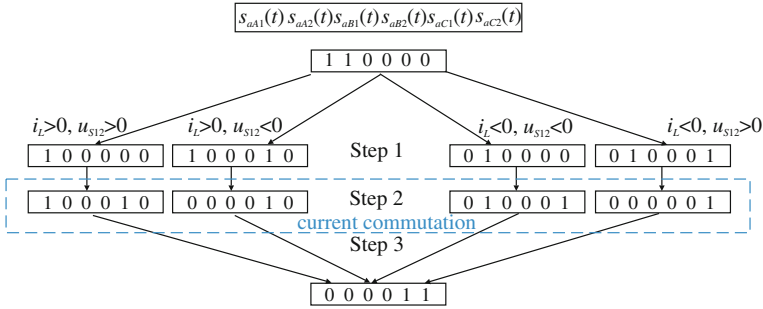 s_aA1(t) s_aA2(t) s_aB1(t) s_aB2(t) s_aC1(t) s_aC2(t)
1 1 0 0 0 0
i_L>0, u_S12>0 i_L>0, u_S12<0 i_L<0, u_S12<0 i_L<0, u_S12>0
1 0 0 0 0 0 1 0 0 0 1 0 Step 1 0 1 0 0 0 0 0 1 0 0 0 1
1 0 0 0 1 0 0 0 0 0 1 0 Step 2 0 1 0 0 0 1 0 0 0 0 0 1
current commutation
Step 3
0 0 0 0 1 1